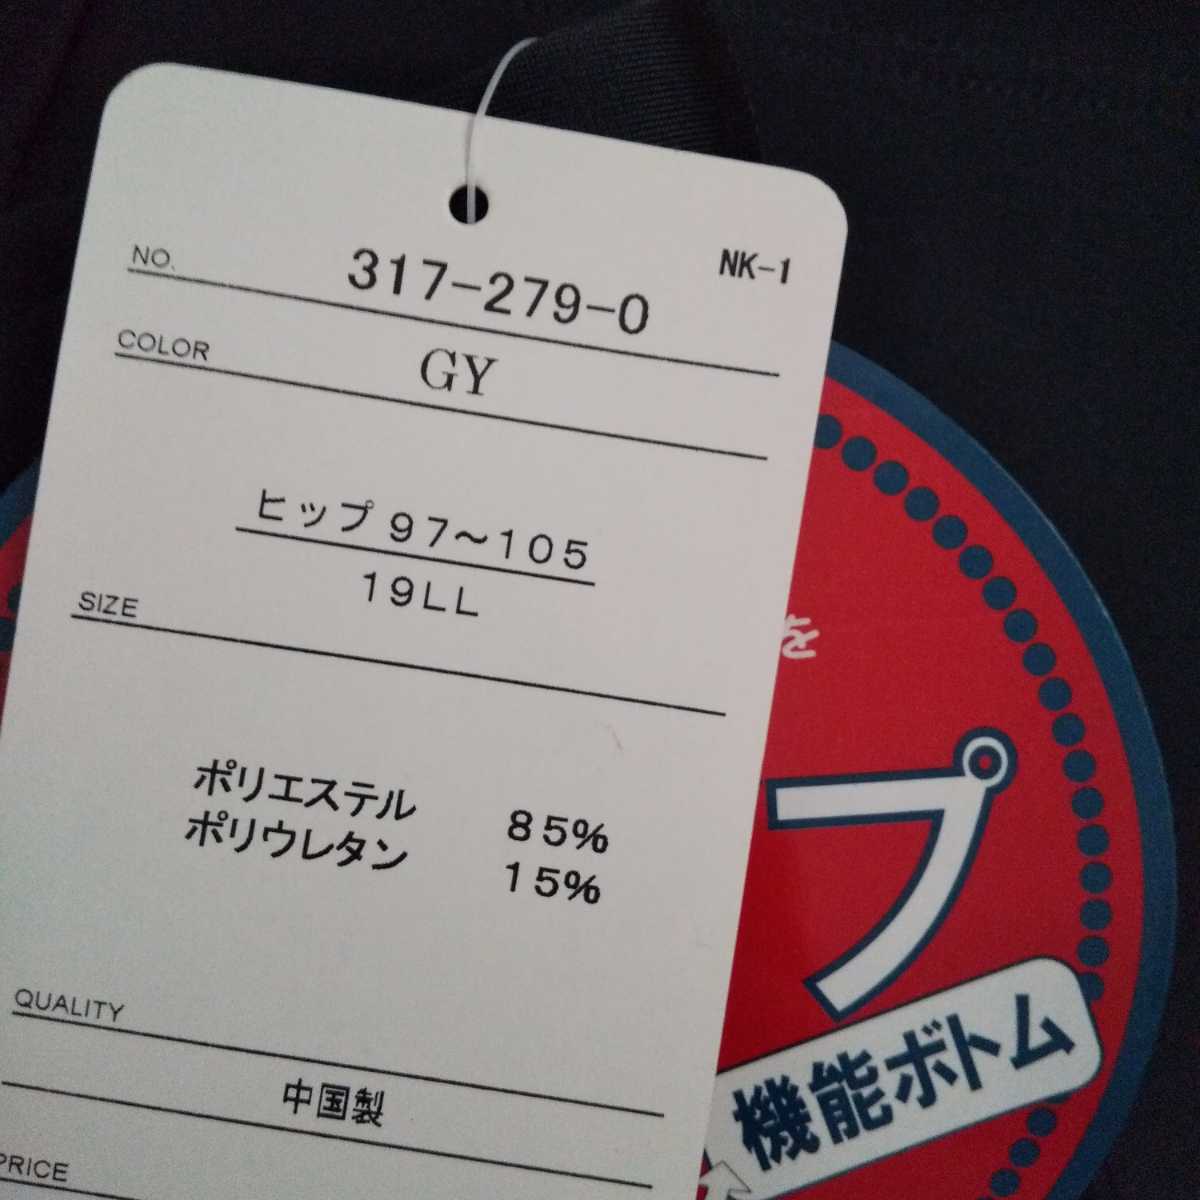 NO.
317-279-0
NK-1
COLOR
GY
ヒップ 97~105
19LL
SIZE
ポリエステル 85%
ポリウレタン 15%
QUALITY
中国製
PRICE
を
プ
機能ボトム